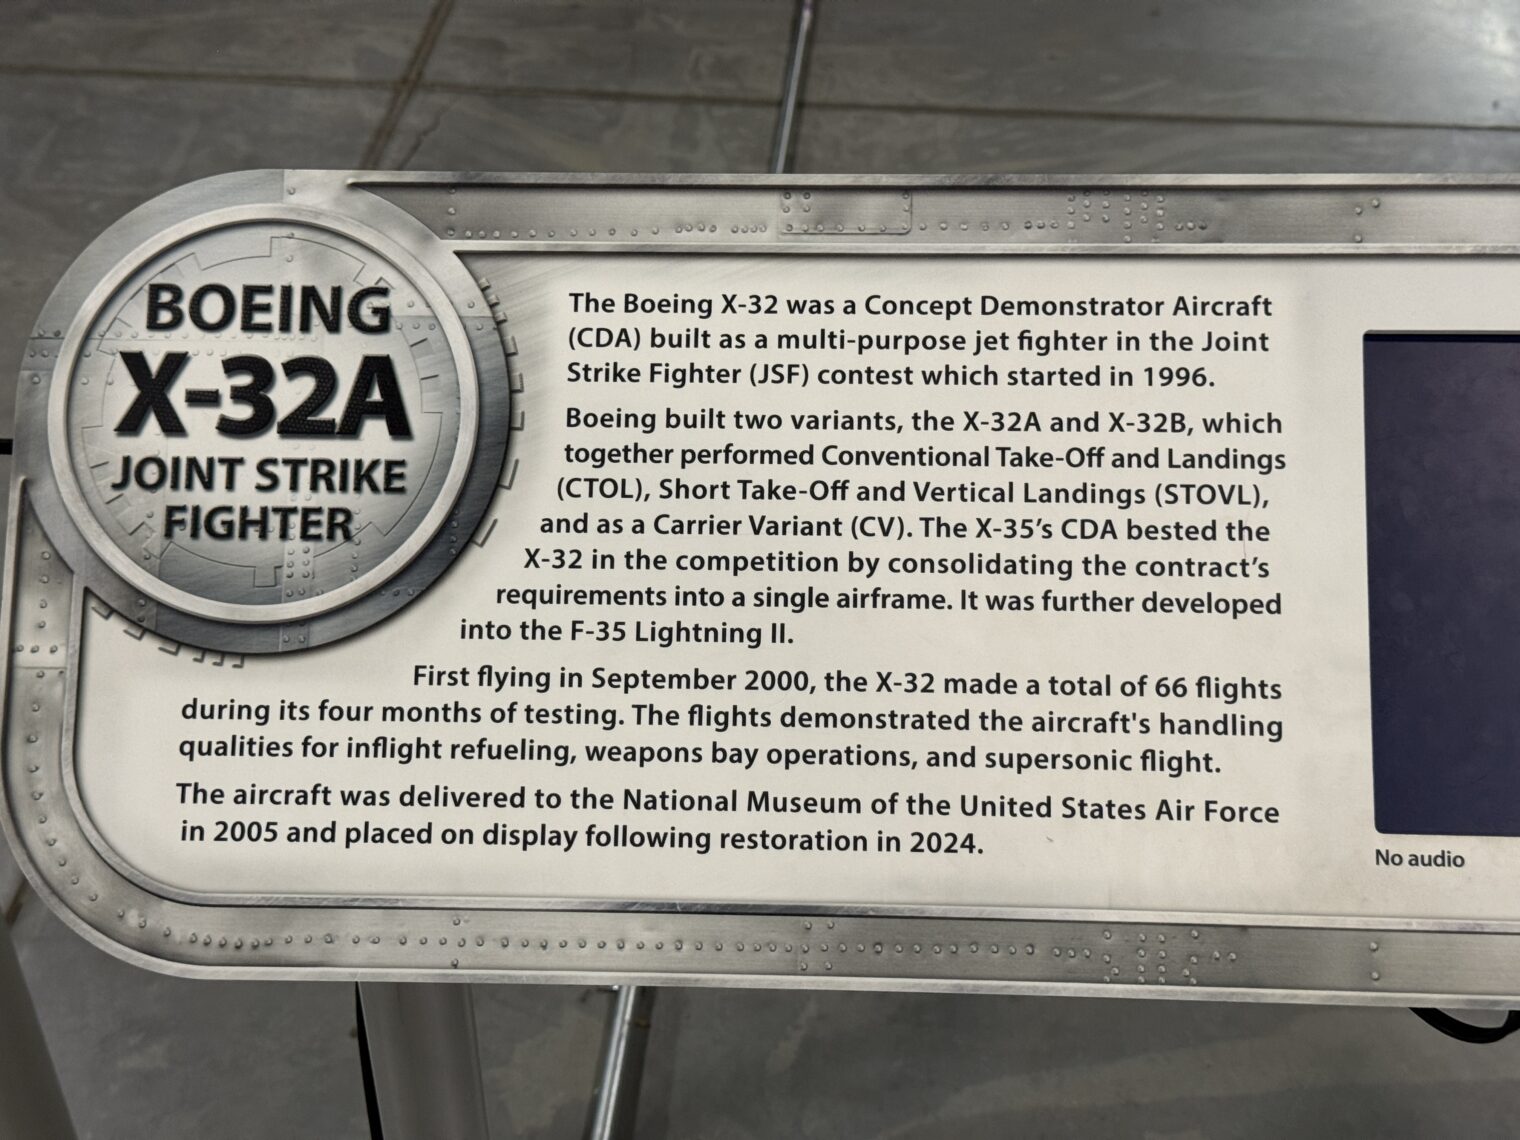 BOEING
X-32A
JOINT STRIKE
FIGHTER
The Boeing X-32 was a Concept Demonstrator Aircraft
(CDA) built as a multi-purpose jet fighter in the Joint
Strike Fighter (JSF) contest which started in 1996.
Boeing built two variants, the X-32A and X-32B, which
together performed Conventional Take-Off and Landings
(CTOL), Short Take-Off and Vertical Landings (STOVL),
and as a Carrier Variant (CV). The X-35’s CDA bested the
X-32 in the competition by consolidating the contract’s
requirements into a single airframe. It was further developed
into the F-35 Lightning II.
First flying in September 2000, the X-32 made a total of 66 flights
during its four months of testing. The flights demonstrated the aircraft's handling
qualities for inflight refueling, weapons bay operations, and supersonic flight.
The aircraft was delivered to the National Museum of the United States Air Force
in 2005 and placed on display following restoration in 2024.
No audio